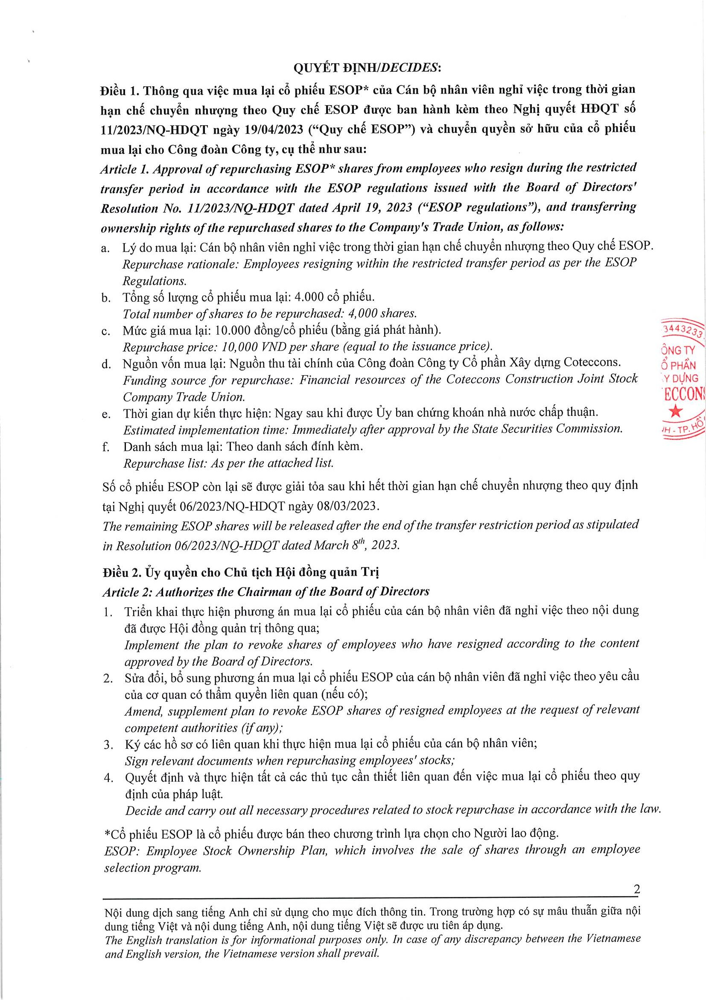 QUYẾT ĐỊNH/DECIDES:
Điều 1. Thông qua việc mua lại cổ phiếu ESOP* của Cán bộ nhân viên nghỉ việc trong thời gian
hạn chế chuyển nhượng theo Quy chế ESOP được ban hành kèm theo Nghị quyết HĐQT số
11/2023/NQ-HDQT ngày 19/04/2023 (“Quy chế ESOP”) và chuyển quyền sở hữu của cổ phiếu
mua lại cho Công đoàn Công ty, cụ thể như sau:
Article 1. Approval of repurchasing ESOP* shares from employees who resign during the restricted
transfer period in accordance with the ESOP regulations issued with the Board of Directors'
Resolution No. 11/2023/NQ-HDQT dated April 19, 2023 (“ESOP regulations”), and transferring
ownership rights of the repurchased shares to the Company's Trade Union, as follows:
a. Lý do mua lại: Cán bộ nhân viên nghỉ việc trong thời gian hạn chế chuyển nhượng theo Quy chế ESOP.
Repurchase rationale: Employees resigning within the restricted transfer period as per the ESOP
Regulations.
b. Tổng số lượng cổ phiếu mua lại: 4.000 cổ phiếu.
Total number of shares to be repurchased: 4,000 shares.
c. Mức giá mua lại: 10.000 đồng/cổ phiếu (bằng giá phát hành).
Repurchase price: 10,000 VND per share (equal to the issuance price).
d. Nguồn vốn mua lại: Nguồn thu tài chính của Công đoàn Công ty Cổ phần Xây dựng Coteccons.
Funding source for repurchase: Financial resources of the Coteccons Construction Joint Stock
Company Trade Union.
e. Thời gian dự kiến thực hiện: Ngay sau khi được Ủy ban chứng khoán nhà nước chấp thuận.
Estimated implementation time: Immediately after approval by the State Securities Commission.
f. Danh sách mua lại: Theo danh sách đính kèm.
Repurchase list: As per the attached list.
3443233
ÔNG TY
Ổ PHẦN
Y DỰNG
ECCONS
H - TP. HỒ
Số cổ phiếu ESOP còn lại sẽ được giải tỏa sau khi hết thời gian hạn chế chuyển nhượng theo quy định
tại Nghị quyết 06/2023/NQ-HDQT ngày 08/03/2023.
The remaining ESOP shares will be released after the end of the transfer restriction period as stipulated
in Resolution 06/2023/NQ-HDQT dated March 8th, 2023.
Điều 2. Ủy quyền cho Chủ tịch Hội đồng quản Trị
Article 2: Authorizes the Chairman of the Board of Directors
1. Triển khai thực hiện phương án mua lại cổ phiếu của cán bộ nhân viên đã nghỉ việc theo nội dung
đã được Hội đồng quản trị thông qua;
Implement the plan to revoke shares of employees who have resigned according to the content
approved by the Board of Directors.
2. Sửa đổi, bổ sung phương án mua lại cổ phiếu ESOP của cán bộ nhân viên đã nghỉ việc theo yêu cầu
của cơ quan có thẩm quyền liên quan (nếu có);
Amend, supplement plan to revoke ESOP shares of resigned employees at the request of relevant
competent authorities (if any);
3. Ký các hồ sơ có liên quan khi thực hiện mua lại cổ phiếu của cán bộ nhân viên;
Sign relevant documents when repurchasing employees' stocks;
4. Quyết định và thực hiện tất cả các thủ tục cần thiết liên quan đến việc mua lại cổ phiếu theo quy
định của pháp luật.
Decide and carry out all necessary procedures related to stock repurchase in accordance with the law.
*Cổ phiếu ESOP là cổ phiếu được bán theo chương trình lựa chọn cho Người lao động.
ESOP: Employee Stock Ownership Plan, which involves the sale of shares through an employee
selection program.
2
Nội dung dịch sang tiếng Anh chỉ sử dụng cho mục đích thông tin. Trong trường hợp có sự mâu thuẫn giữa nội
dung tiếng Việt và nội dung tiếng Anh, nội dung tiếng Việt sẽ được ưu tiên áp dụng.
The English translation is for informational purposes only. In case of any discrepancy between the Vietnamese
and English version, the Vietnamese version shall prevail.